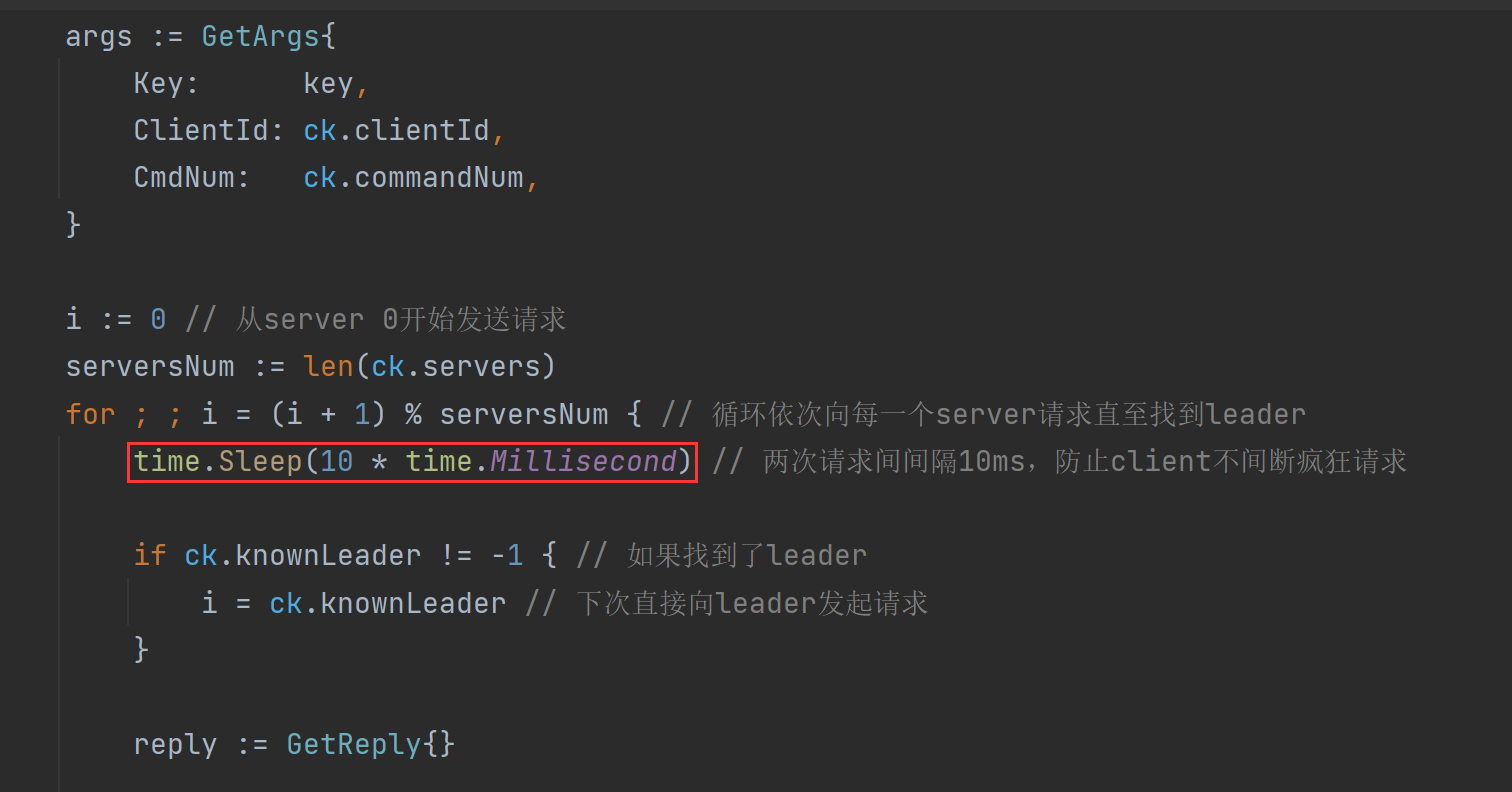 args := GetArgs{
    Key:      key,
    ClientId: ck.clientId,
    CmdNum:   ck.commandNum,
}
i := 0 // 从server 0开始发送请求
serversNum := len(ck.servers)
for ; ; i = (i + 1) % serversNum { // 循环依次向每一个server请求直至找到leader
    time.Sleep(10 * time.Millisecond) // 两次请求间间隔10ms，防止client不间断疯狂请求
    if ck.knownLeader != -1 { // 如果找到了leader
        i = ck.knownLeader // 下次直接向leader发起请求
    }
    reply := GetReply{}